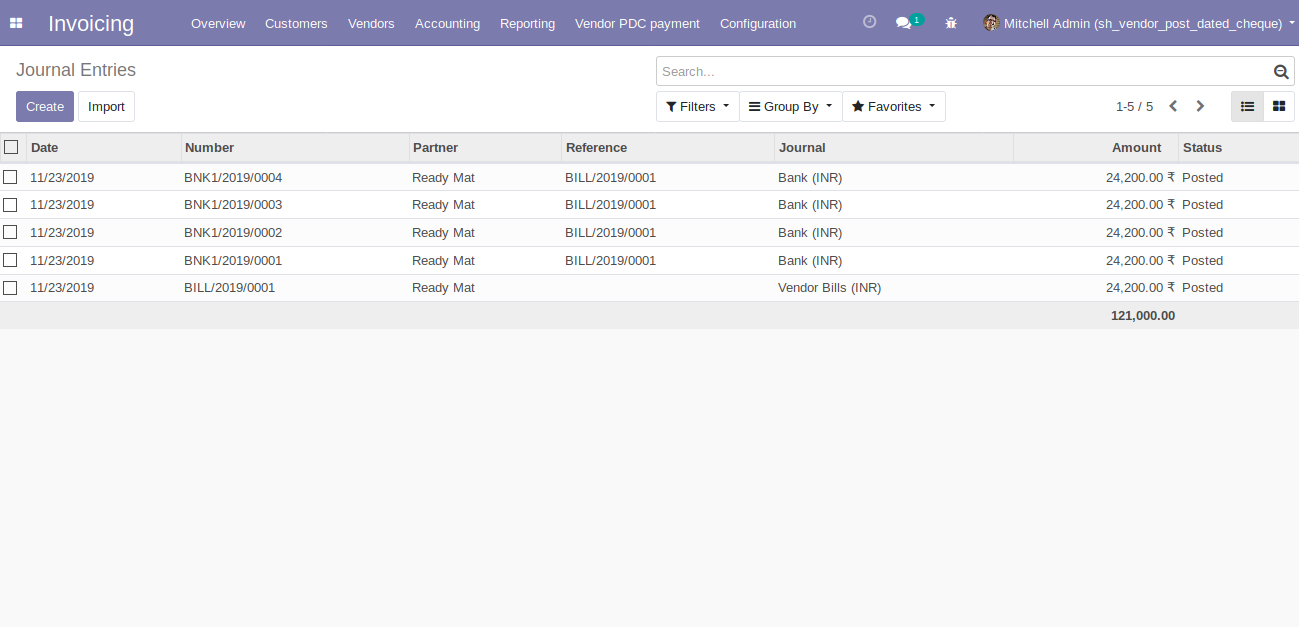 Invoicing Overview Customers Vendors Accounting Reporting Vendor PDC payment Configuration 1 Mitchell Admin (sh_vendor_post_dated_cheque)
Journal Entries Search...
Create Import Filters Group By Favorites 1-5 / 5
Date Number Partner Reference Journal Amount Status
11/23/2019 BNK1/2019/0004 Ready Mat BILL/2019/0001 Bank (INR) 24,200.00 ₹ Posted
11/23/2019 BNK1/2019/0003 Ready Mat BILL/2019/0001 Bank (INR) 24,200.00 ₹ Posted
11/23/2019 BNK1/2019/0002 Ready Mat BILL/2019/0001 Bank (INR) 24,200.00 ₹ Posted
11/23/2019 BNK1/2019/0001 Ready Mat BILL/2019/0001 Bank (INR) 24,200.00 ₹ Posted
11/23/2019 BILL/2019/0001 Ready Mat Vendor Bills (INR) 24,200.00 ₹ Posted
121,000.00